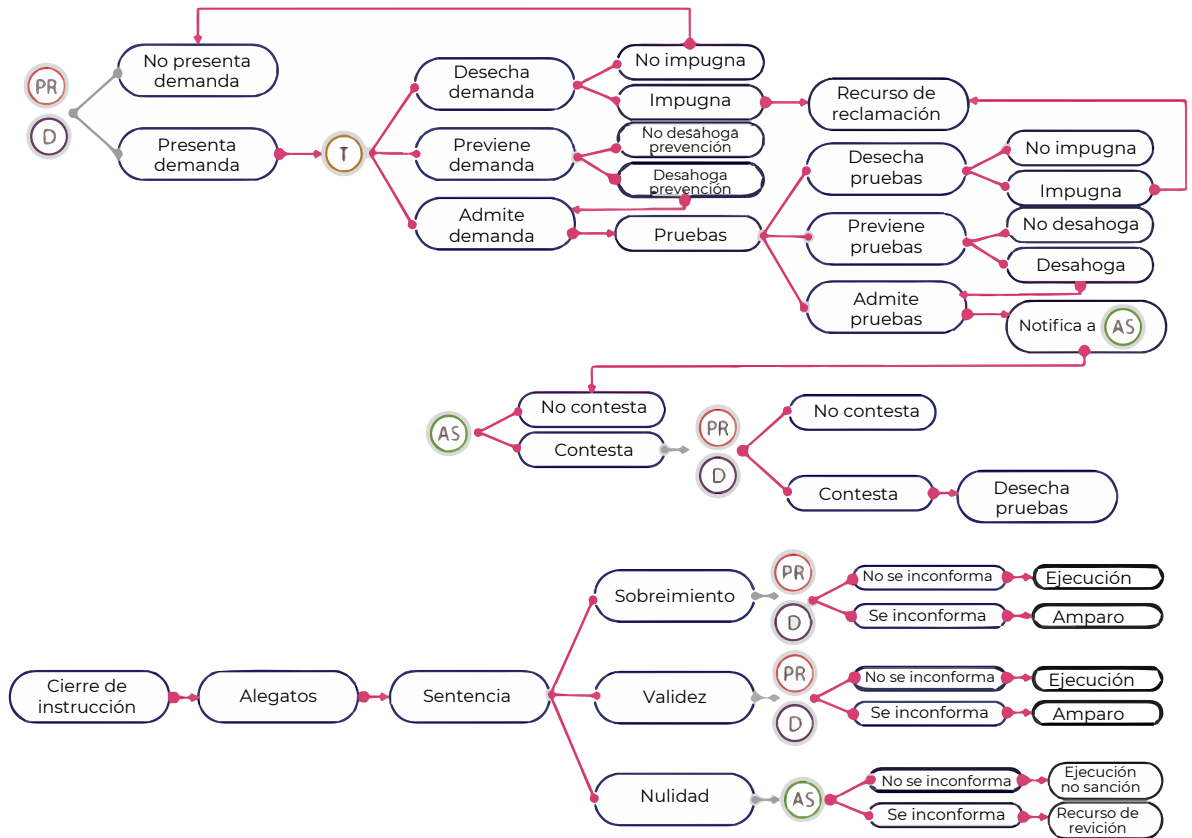 PR
D
No presenta
demanda
Presenta
demanda
T
Desecha
demanda
No impugna
Impugna
Previene
demanda
No desahoga
prevención
Desahoga
prevención
Admite
demanda
Pruebas
Recurso de
reclamación
Desecha
pruebas
No impugna
Impugna
Previene
pruebas
No desahoga
Desahoga
Admite
pruebas
Notifica a AS
AS
No contesta
Contesta
PR
D
No contesta
Contesta
Desecha
pruebas
Cierre de
instrucción
Alegatos
Sentencia
Sobreimiento
PR
D
No se inconforma
Ejecución
Se inconforma
Amparo
Validez
PR
D
No se inconforma
Ejecución
Se inconforma
Amparo
Nulidad
AS
No se inconforma
Ejecución
no sanción
Se inconforma
Recurso de
revición